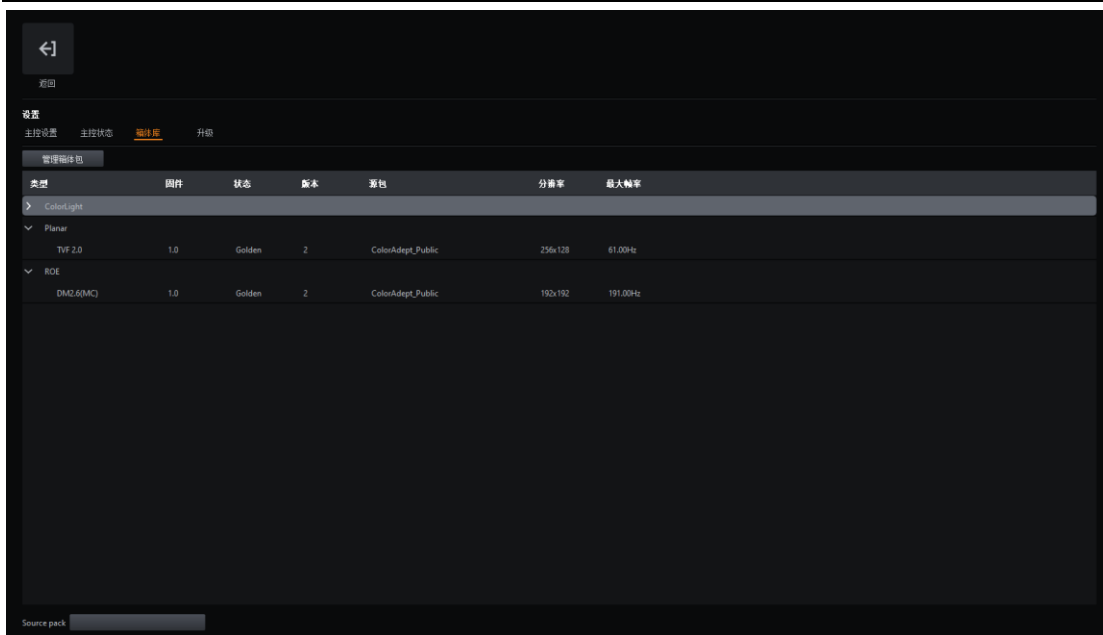 返回
设置
主控设置 主控状态 箱体库 升级
管理箱体包
类型 固件 状态 版本 源包 分辨率 最大帧率
ColorLight
Planar
TVF 2.0 1.0 Golden 2 ColorAdept_Public 256x128 61.00Hz
ROE
DM2.6(MC) 1.0 Golden 2 ColorAdept_Public 192x192 191.00Hz
Source pack